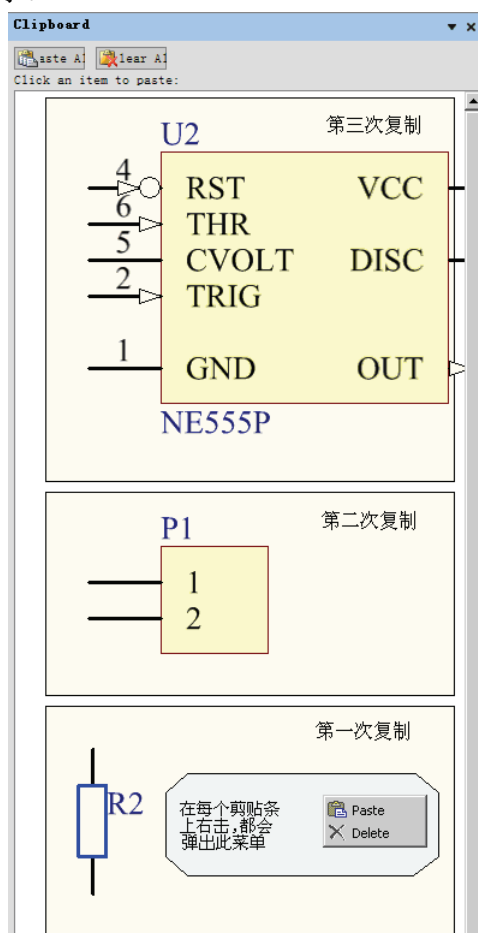 Clipboard
aste Al
lear Al
Click an item to paste:
第三次复制
U2
4
RST
VCC
6
THR
5
CVOLT
DISC
2
TRIG
1
GND
OUT
NE555P
第二次复制
P1
1
2
第一次复制
R2
在每个剪贴条
上右击,都会
弹出此菜单
Paste
Delete